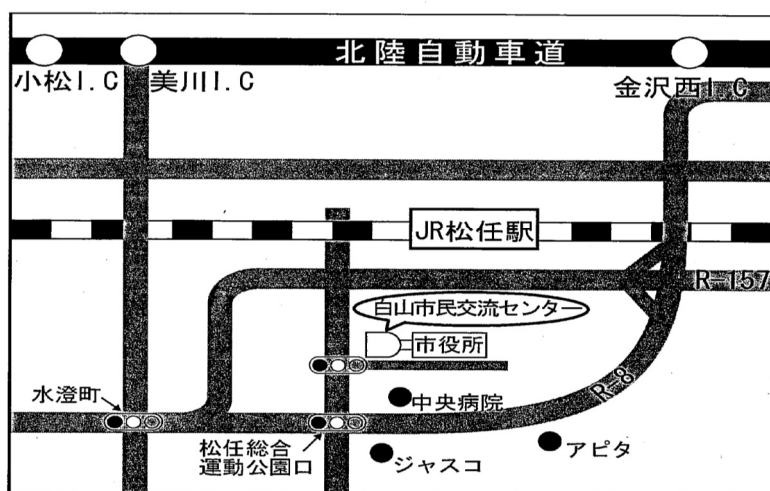 北陸自動車道
小松I.C
美川I.C
金沢西I.C
JR松任駅
R-157
白山市民交流センター
市役所
R-8
水澄町
中央病院
松任総合
運動公園口
ジャスコ
アピタ